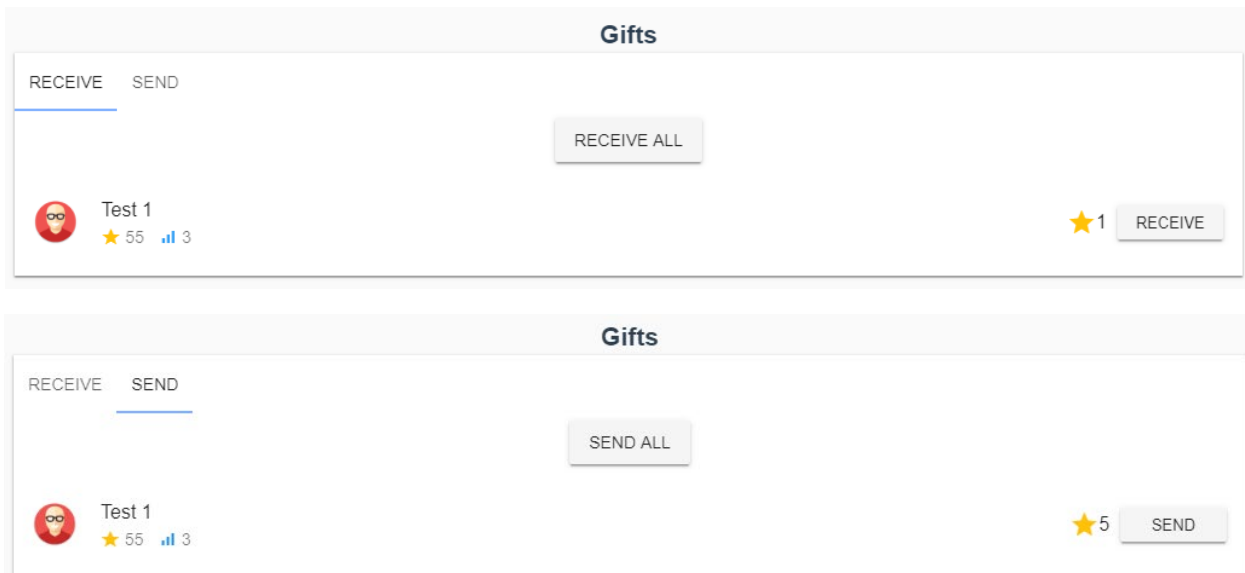 Gifts
RECEIVE SEND
RECEIVE ALL
Test 1
55 3
1 RECEIVE
Gifts
RECEIVE SEND
SEND ALL
Test 1
55 3
5 SEND